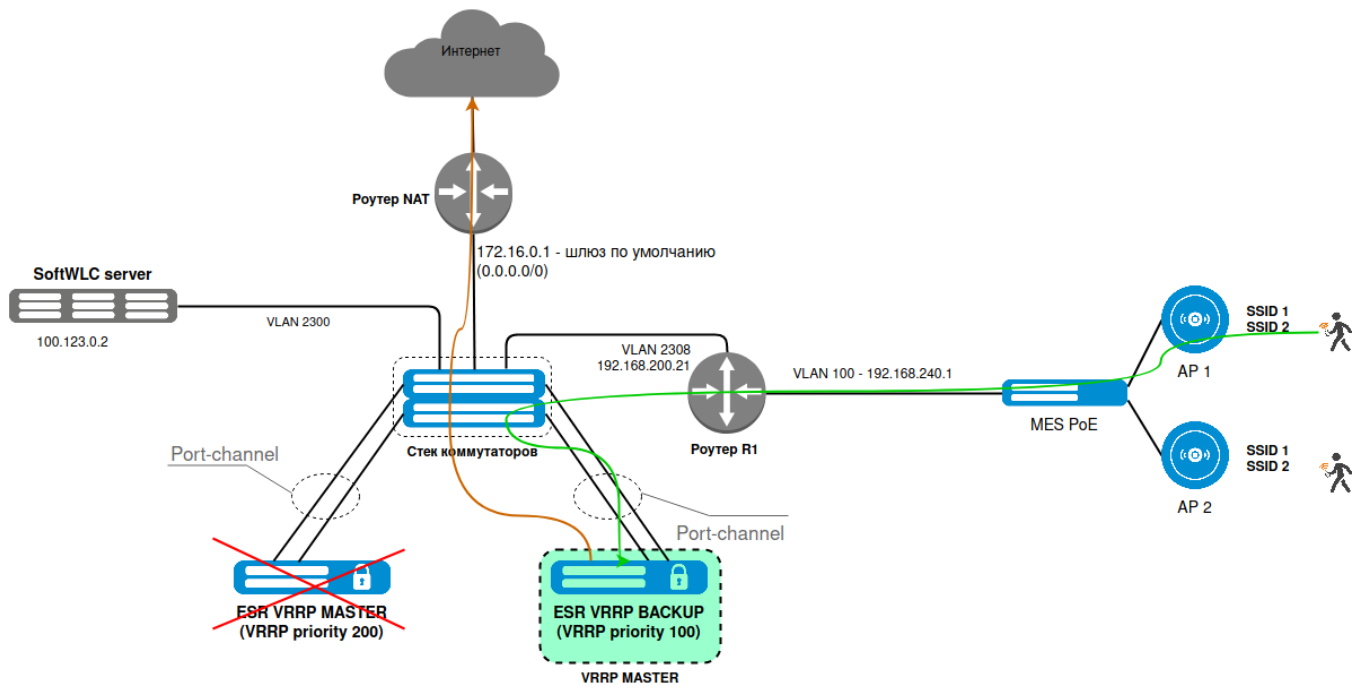 Интернет
Роутер NAT
172.16.0.1 - шлюз по умолчанию
(0.0.0.0/0)
SoftWLC server
VLAN 2300
100.123.0.2
VLAN 2308
192.168.200.21
VLAN 100 - 192.168.240.1
SSID 1
SSID 2
AP 1
MES PoE
Роутер R1
Стек коммутаторов
SSID 1
SSID 2
AP 2
Port-channel
Port-channel
ESR VRRP MASTER
(VRRP priority 200)
ESR VRRP BACKUP
(VRRP priority 100)
VRRP MASTER